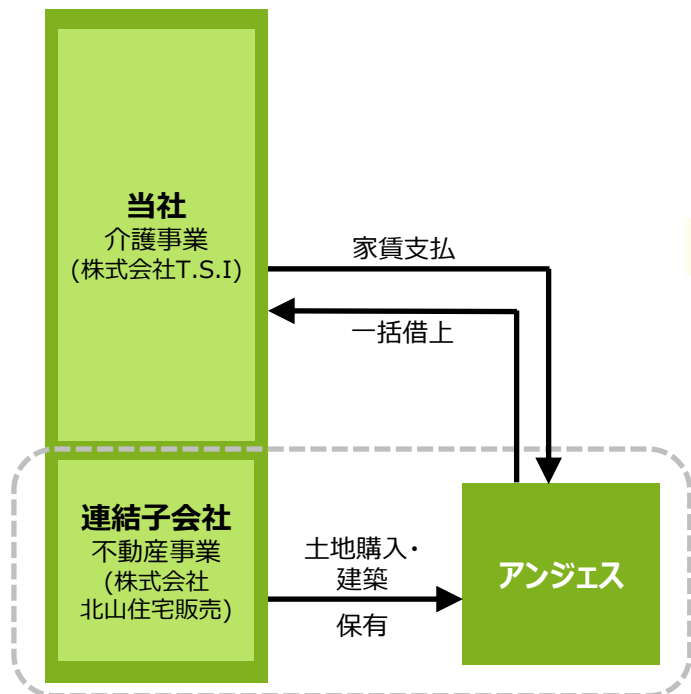 当社
介護事業
(株式会社T.S.I)
家賃支払
一括借上
連結子会社
不動産事業
(株式会社
北山住宅販売)
土地購入・
建築
保有
アンジェス